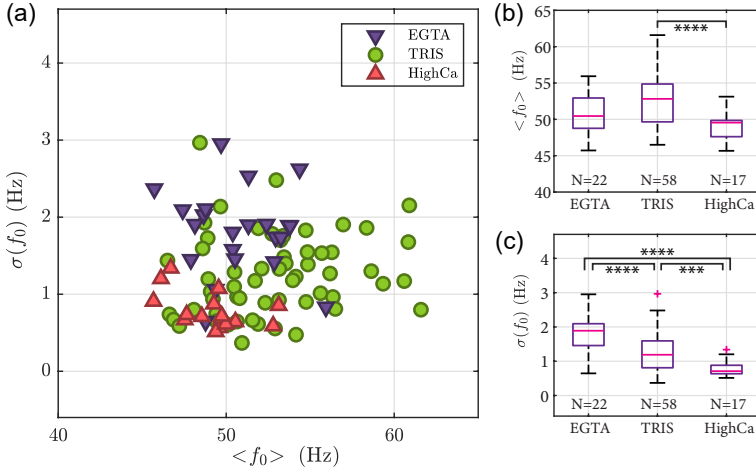 (a)
EGTA
TRIS
HighCa
4
3
2
1
0
σ(f₀) (Hz)
40
50
60
<f₀> (Hz)
(b)
65
60
55
50
45
40
<f₀> (Hz)
****
N=22
N=58
N=17
EGTA
TRIS
HighCa
(c)
4
3
2
1
0
σ(f₀) (Hz)
****
****
***
N=22
N=58
N=17
EGTA
TRIS
HighCa